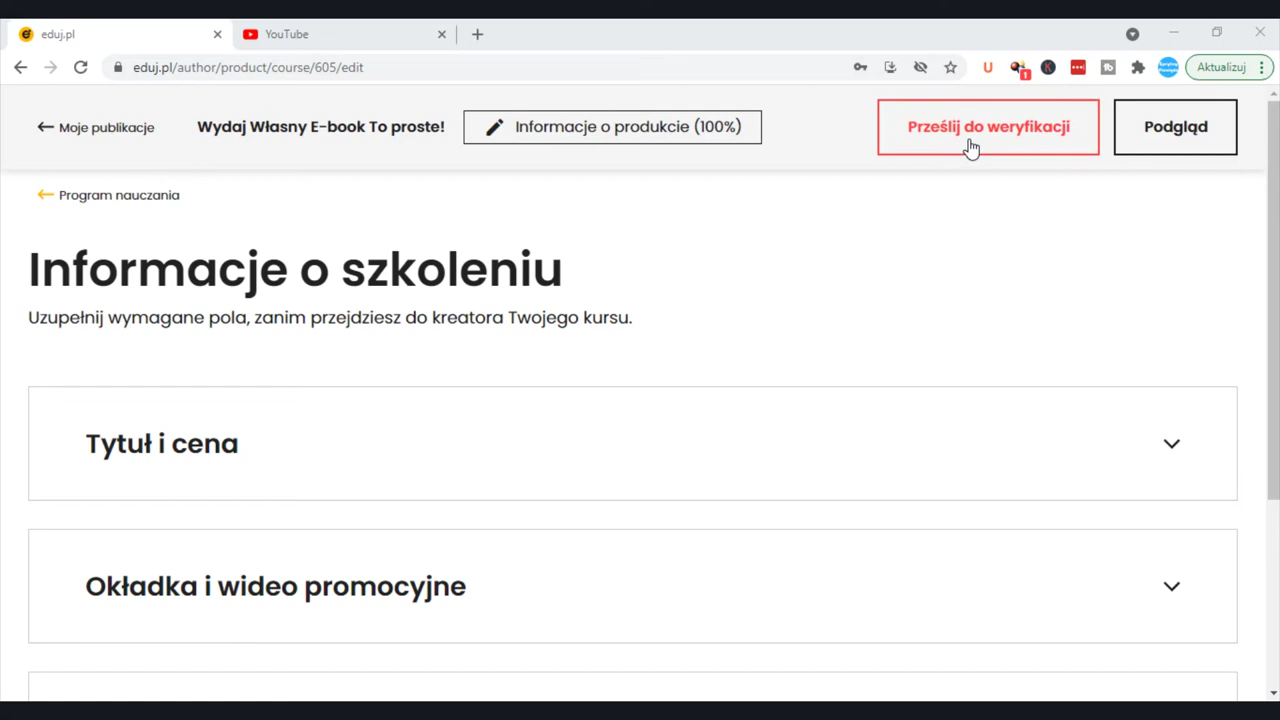 eduj.pl
YouTube
eduj.pl/author/product/course/605/edit
U
1
K
Aktualizuj
Moje publikacje
Wydaj Własny E-book To proste!
Informacje o produkcie (100%)
Prześlij do weryfikacji
Podgląd
Program nauczania
Informacje o szkoleniu
Uzupełnij wymagane pola, zanim przejdziesz do kreatora Twojego kursu.
Tytuł i cena
Okładka i wideo promocyjne